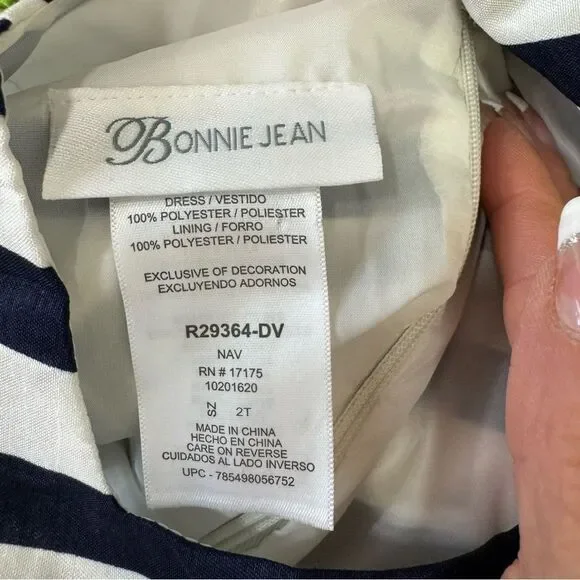 BONNIE JEAN
DRESS / VESTIDO
100% POLYESTER / POLIESTER
LINING / FORRO
100% POLYESTER / POLIESTER
EXCLUSIVE OF DECORATION
EXCLUYENDO ADORNOS
R29364-DV
NAV
RN # 17175
10201620
SZ 2T
MADE IN CHINA
HECHO EN CHINA
CARE ON REVERSE
CUIDADOS AL LADO INVERSO
UPC - 785498056752